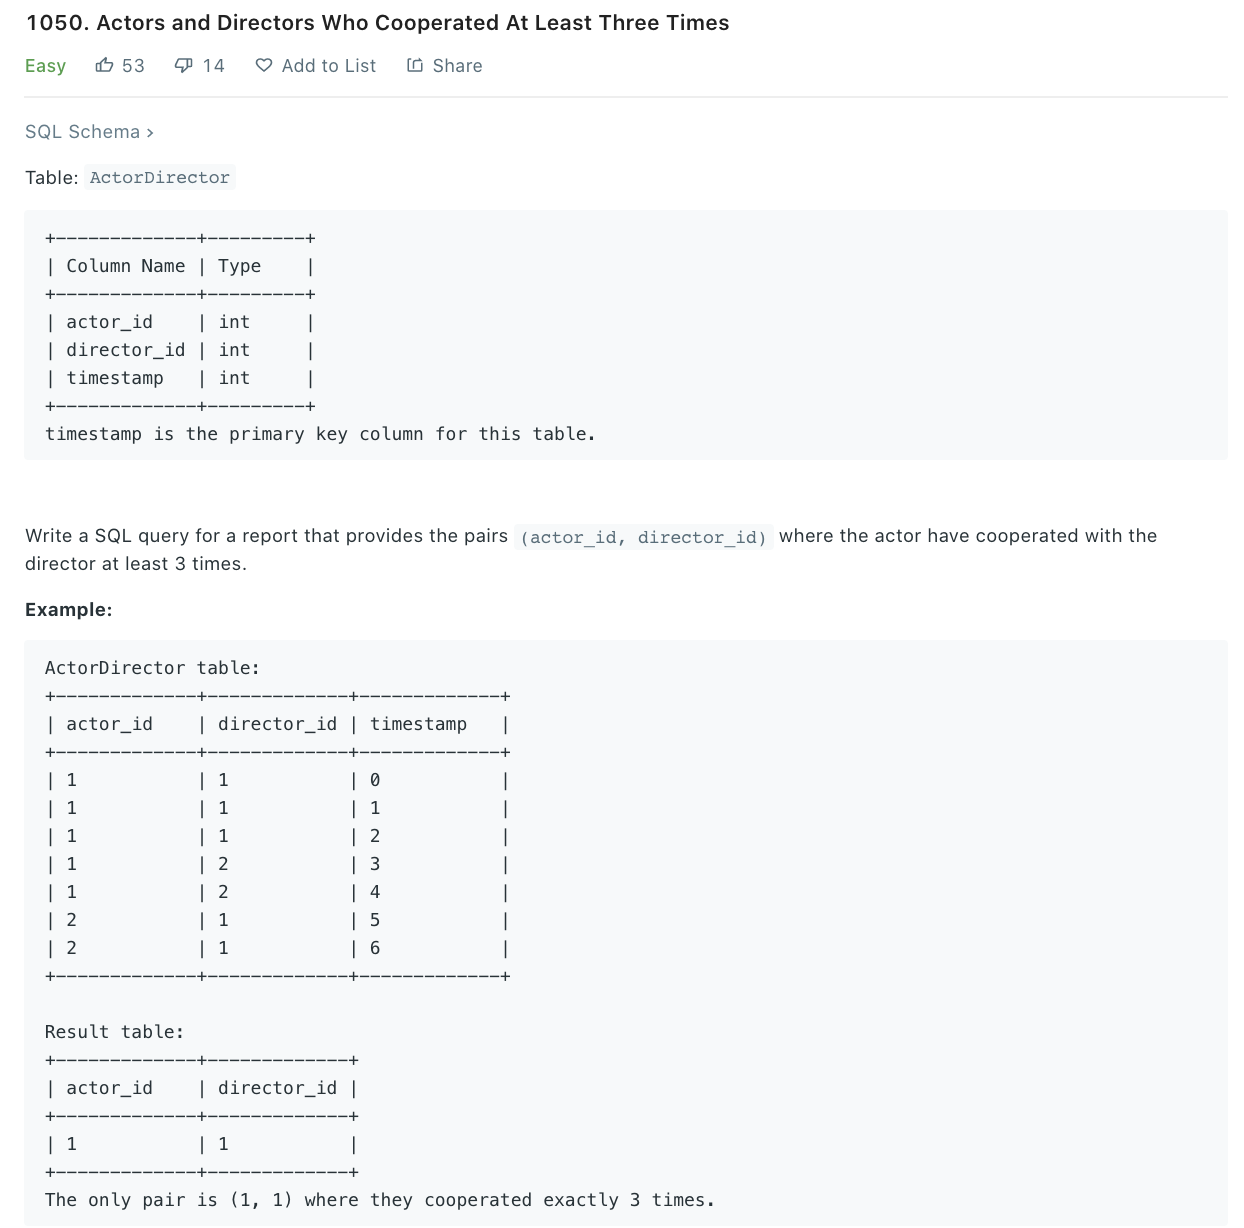 1050. Actors and Directors Who Cooperated At Least Three Times
Easy 53 14 Add to List Share
SQL Schema >
Table: ActorDirector
+-------------+---------+
| Column Name | Type    |
+-------------+---------+
| actor_id    | int     |
| director_id | int     |
| timestamp   | int     |
+-------------+---------+
timestamp is the primary key column for this table.
Write a SQL query for a report that provides the pairs (actor_id, director_id) where the actor have cooperated with the
director at least 3 times.
Example:
ActorDirector table:
+-------------+-------------+-------------+
| actor_id    | director_id | timestamp   |
+-------------+-------------+-------------+
| 1           | 1           | 0           |
| 1           | 1           | 1           |
| 1           | 1           | 2           |
| 1           | 2           | 3           |
| 1           | 2           | 4           |
| 2           | 1           | 5           |
| 2           | 1           | 6           |
+-------------+-------------+-------------+
Result table:
+-------------+-------------+
| actor_id    | director_id |
+-------------+-------------+
| 1           | 1           |
+-------------+-------------+
The only pair is (1, 1) where they cooperated exactly 3 times.